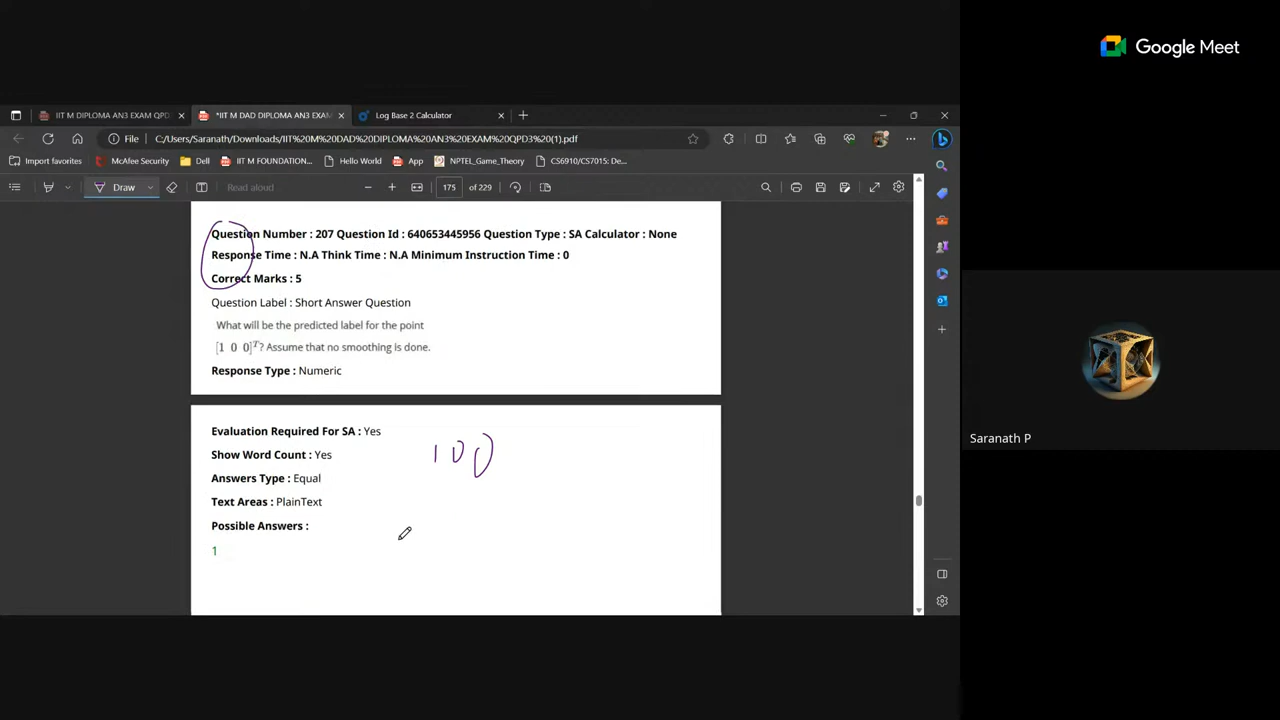 Google Meet
IIT M DIPLOMA AN3 EXAM QPD
*IIT M DAD DIPLOMA AN3 EXAM
Log Base 2 Calculator
File
C:/Users/Saranath/Downloads/IIT%20M%20DAD%20DIPLOMA%20AN3%20EXAM%20QPD3%20(1).pdf
Import favorites
McAfee Security
Dell
IIT M FOUNDATION...
App
Hello World
NPTEL_Game_Theory
CS6910/CS7015: De...
Draw
Read aloud
175 of 229
Question Number : 207 Question Id : 640653445956 Question Type : SA Calculator : None
Response Time : N.A Think Time : N.A Minimum Instruction Time : 0
Correct Marks : 5
Question Label : Short Answer Question
What will be the predicted label for the point
[1 0 0]ᵀ? Assume that no smoothing is done.
Response Type : Numeric
Evaluation Required For SA : Yes
Show Word Count : Yes
100
Answers Type : Equal
Text Areas : PlainText
Possible Answers :
1
Saranath P